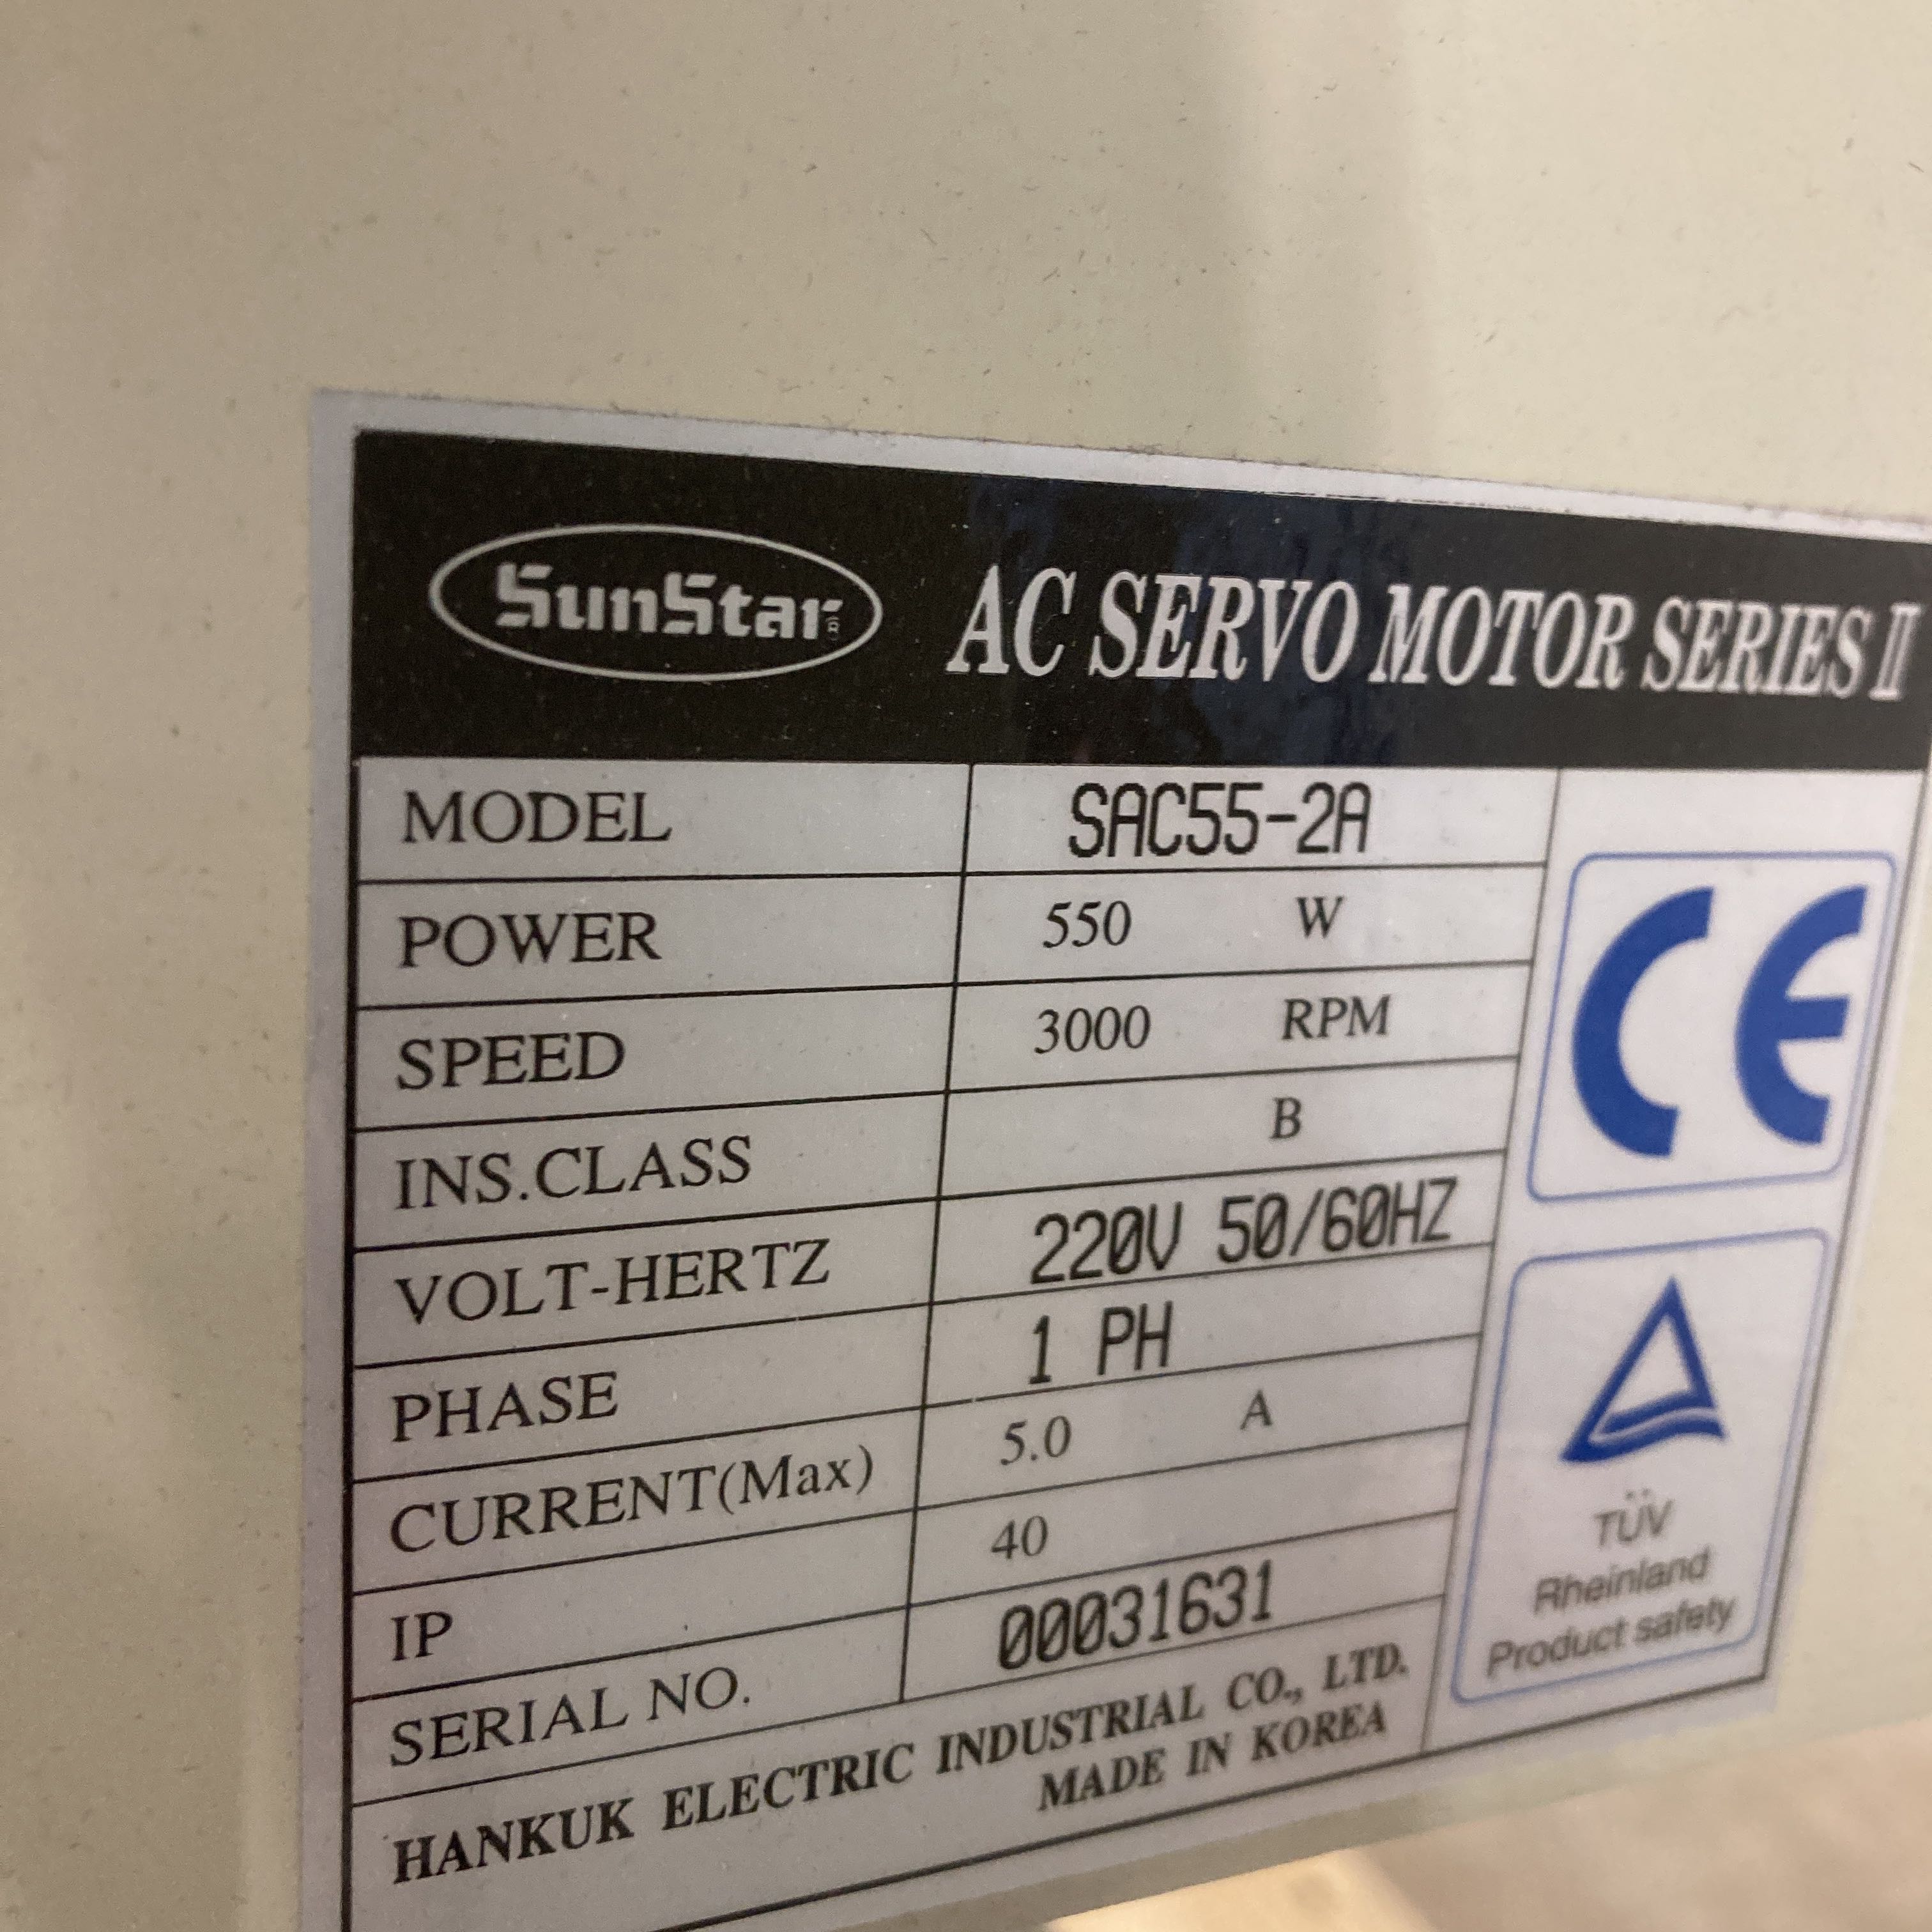 SunStar
AC SERVO MOTOR SERIES II
MODEL SAC55-2A
POWER 550 W
SPEED 3000 RPM
INS.CLASS B
VOLT-HERTZ 220V 50/60HZ
PHASE 1 PH
CURRENT(Max) 5.0 A
IP 40
SERIAL NO. 00031631
HANKUK ELECTRIC INDUSTRIAL CO., LTD.
MADE IN KOREA
CE
TÜV
Rheinland
Product safety